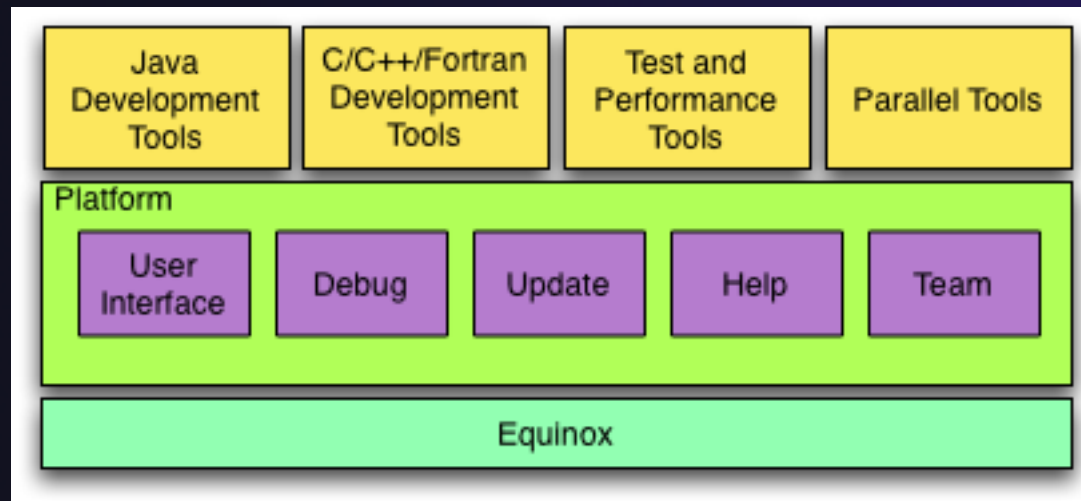 Java
Development
Tools
C/C++/Fortran
Development
Tools
Test and
Performance
Tools
Parallel Tools
Platform
User
Interface
Debug
Update
Help
Team
Equinox